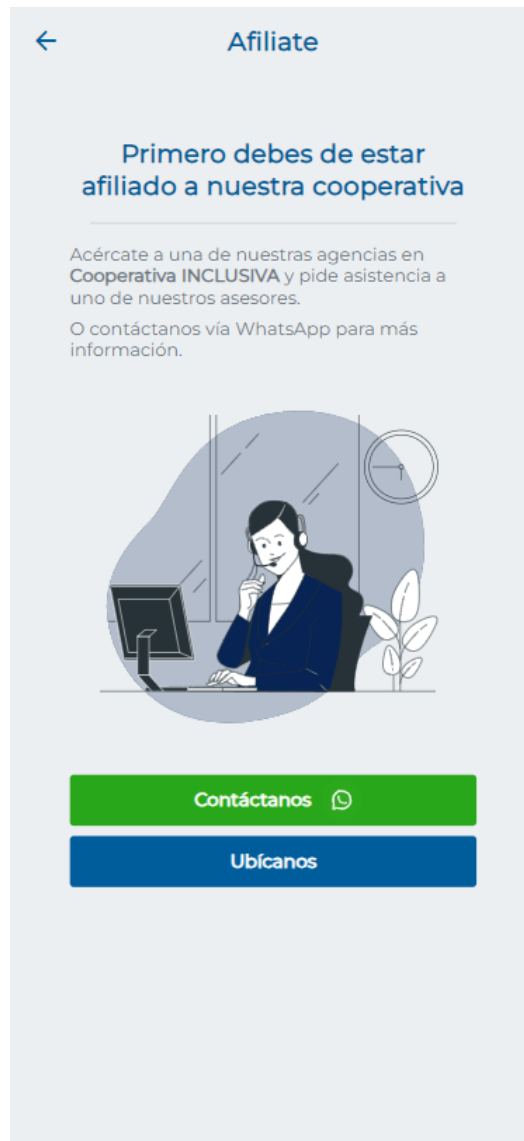 Afiliate
Primero debes de estar
afiliado a nuestra cooperativa
Acércate a una de nuestras agencias en
Cooperativa INCLUSIVA y pide asistencia a
uno de nuestros asesores.
O contáctanos vía WhatsApp para más
información.
Contáctanos
Ubícanos